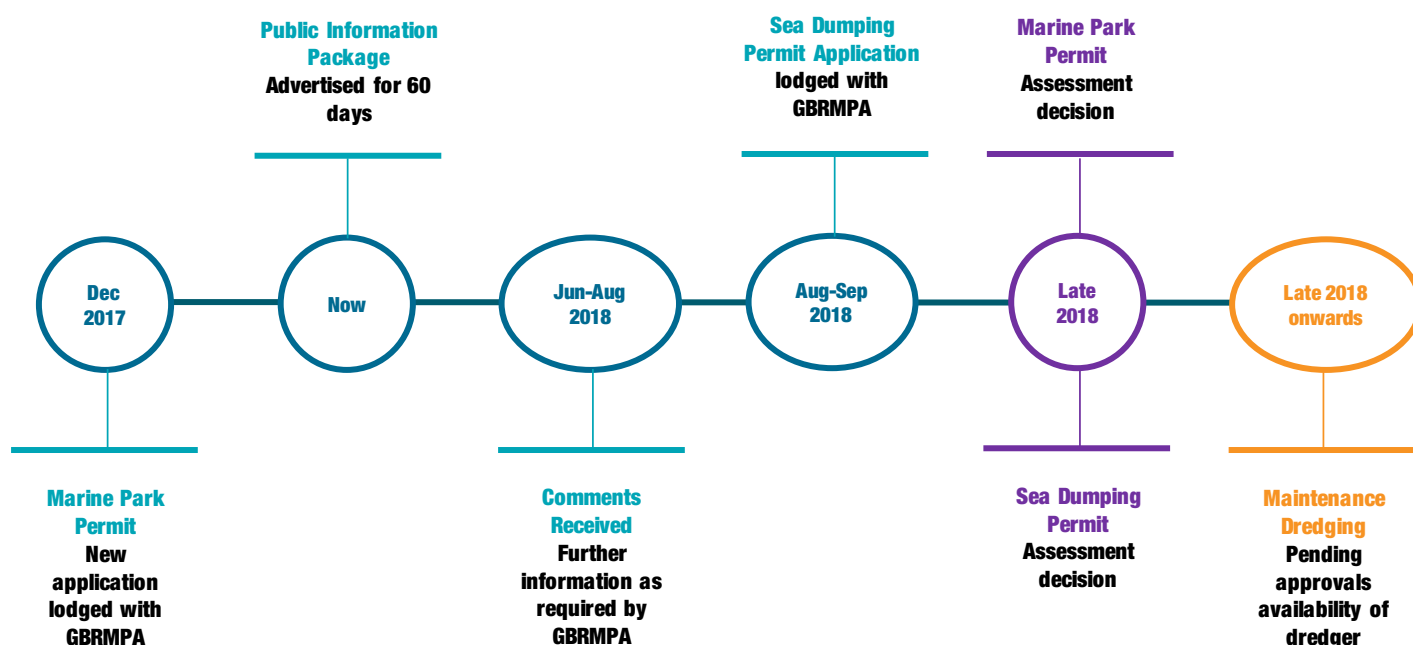 Public Information
Package
Advertised for 60
days
Sea Dumping
Permit Application
lodged with
GBRMPA
Marine Park
Permit
Assessment
decision
Dec
2017
Now
Jun-Aug
2018
Aug-Sep
2018
Late
2018
Late 2018
onwards
Marine Park
Permit
New
application
lodged with
GBRMPA
Comments
Received
Further
information as
required by
GBRMPA
Sea Dumping
Permit
Assessment
decision
Maintenance
Dredging
Pending
approvals
availability of
dredger